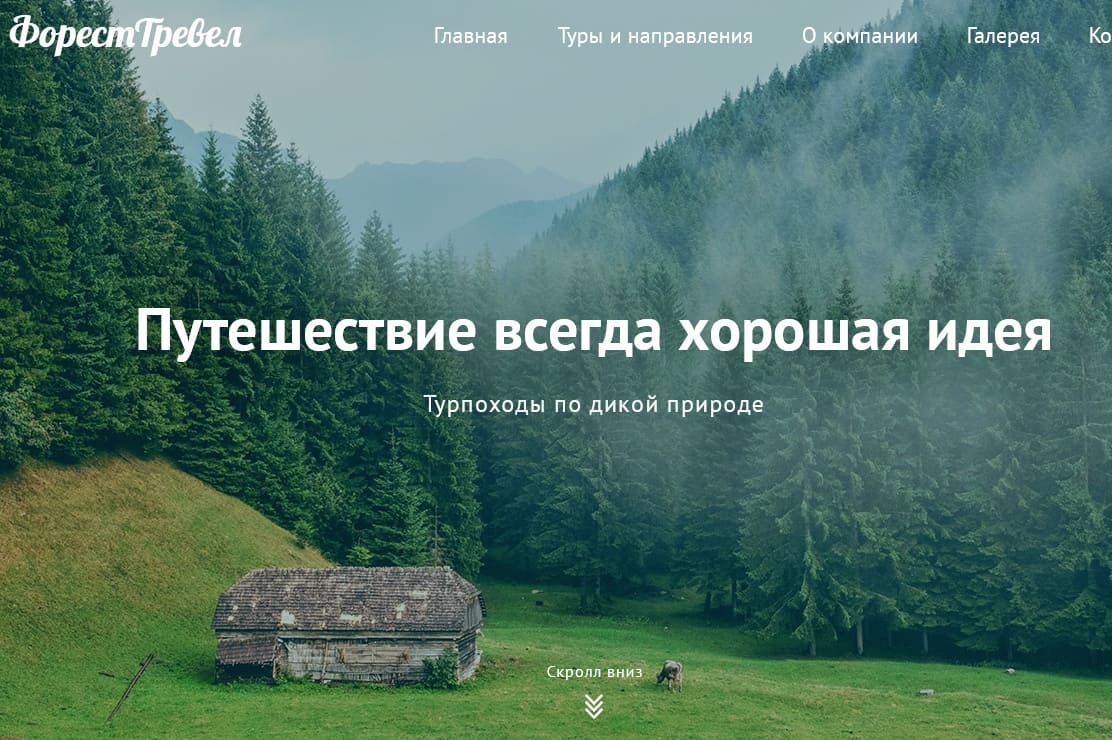 ФорестТревел
Главная Туры и направления О компании Галерея Ко
Путешествие всегда хорошая идея
Турпоходы по дикой природе
Скролл вниз